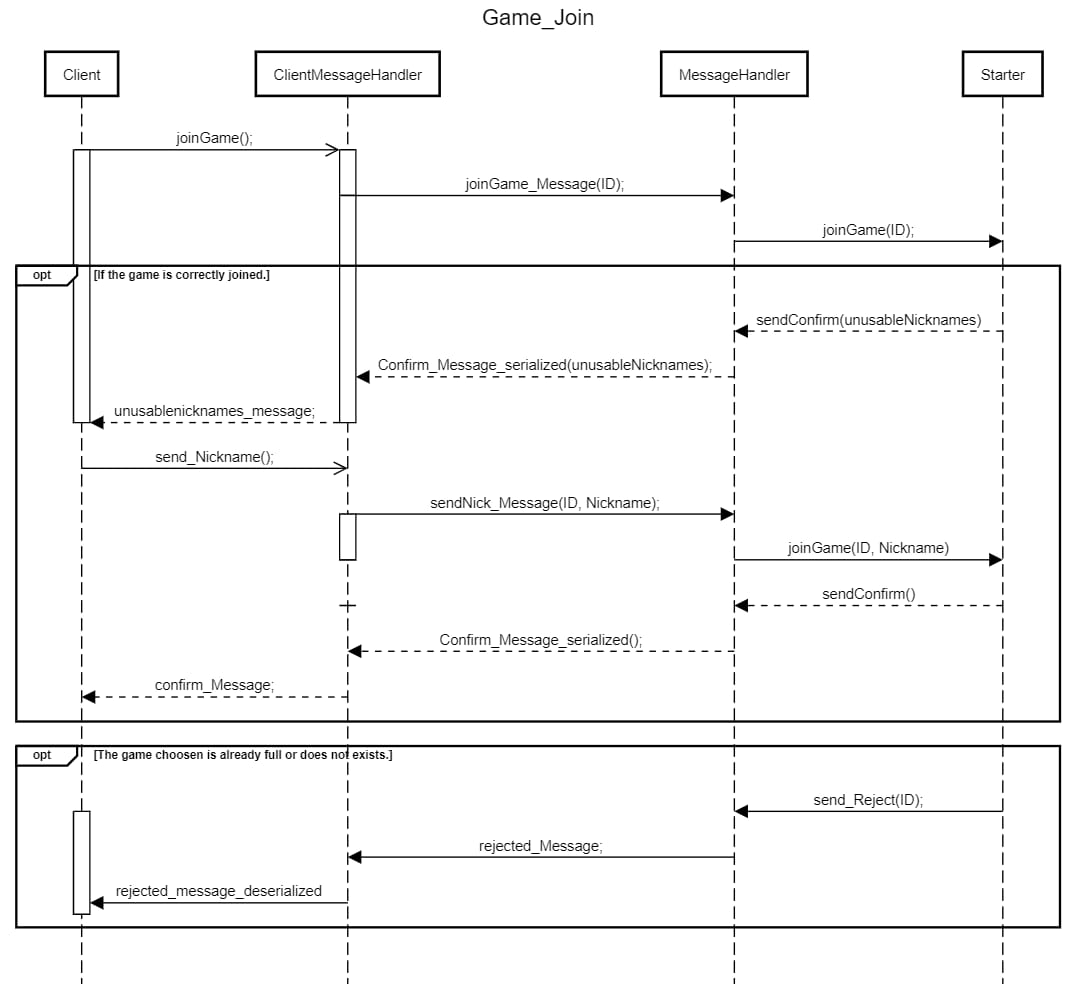 Game_Join
Client
ClientMessageHandler
MessageHandler
Starter
joinGame();
joinGame_Message(ID);
joinGame(ID);
opt
[If the game is correctly joined.]
sendConfirm(unusableNicknames)
Confirm_Message_serialized(unusableNicknames);
unusablenicknames_message;
send_Nickname();
sendNick_Message(ID, Nickname);
joinGame(ID, Nickname)
sendConfirm()
Confirm_Message_serialized();
confirm_Message;
opt
[The game choosen is already full or does not exists.]
send_Reject(ID);
rejected_Message;
rejected_message_deserialized